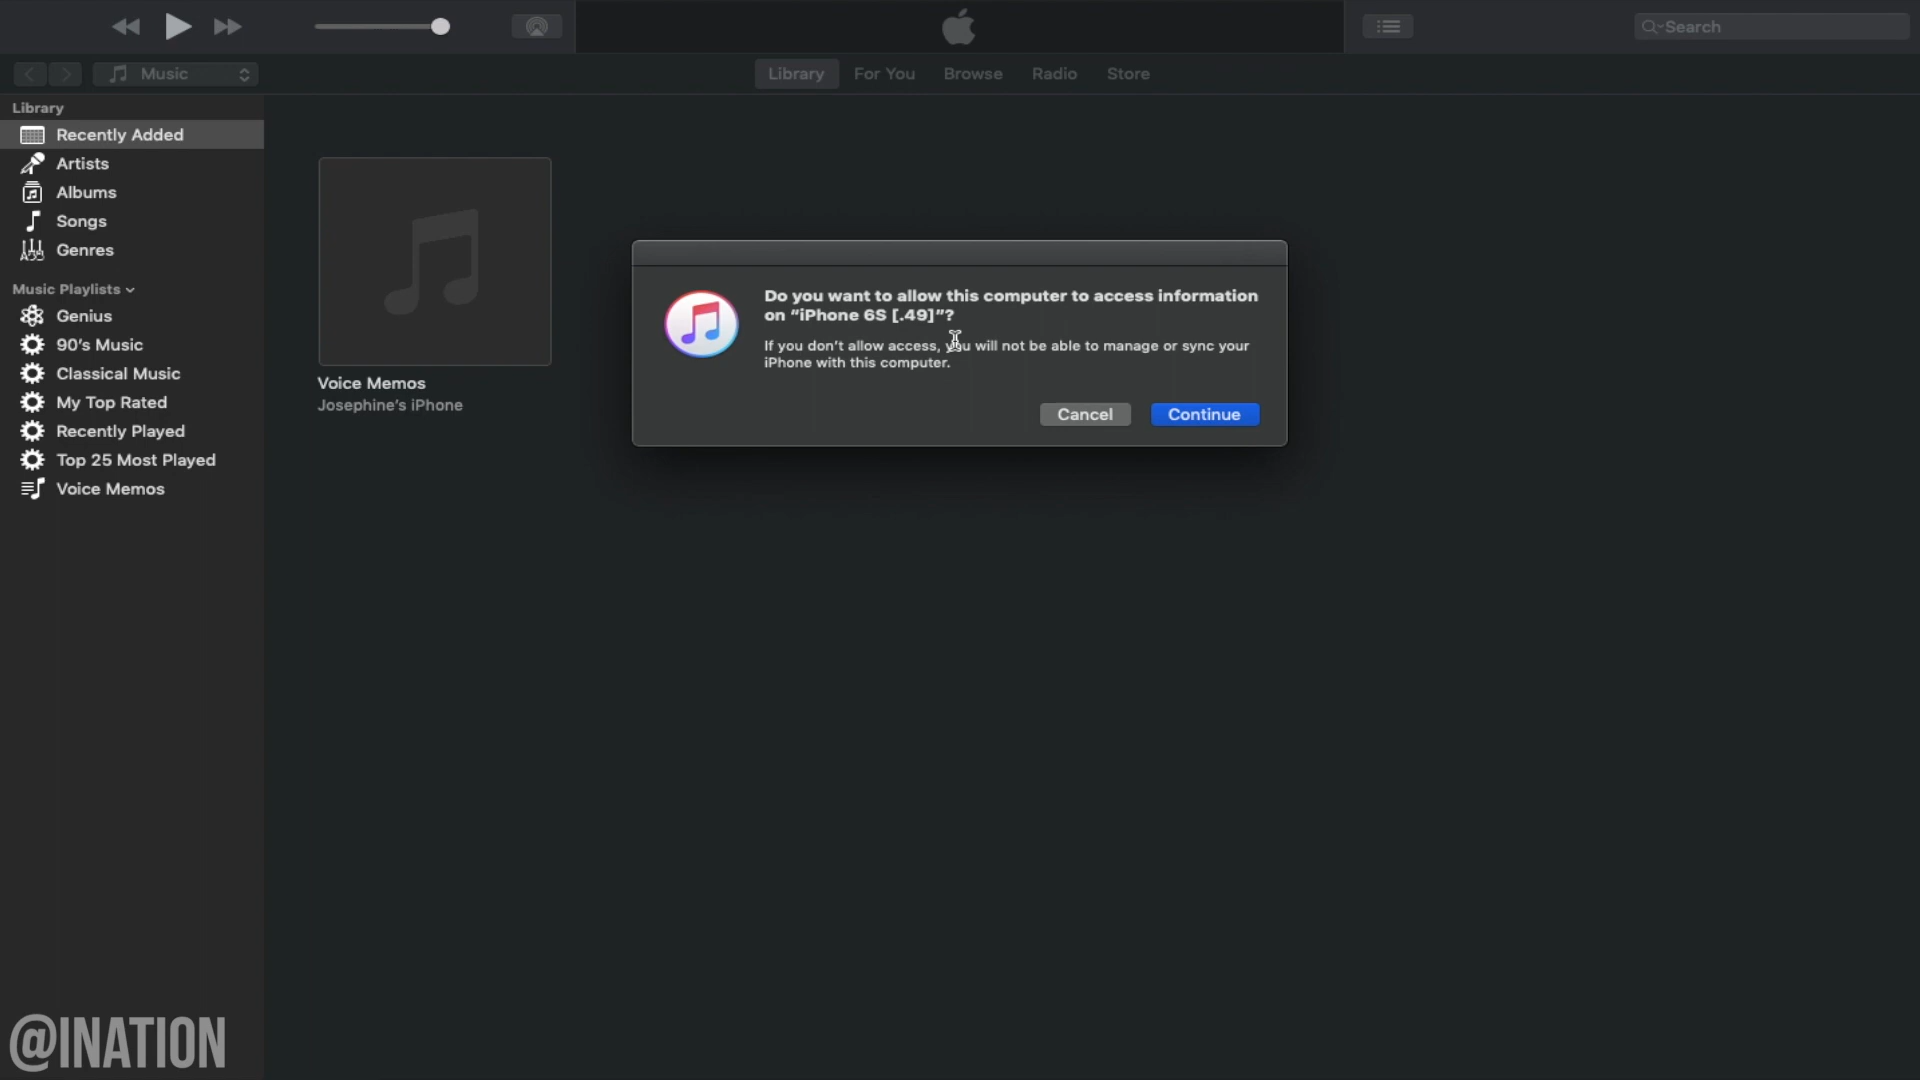 Search
Music
Library
For You
Browse
Radio
Store
Library
Recently Added
Artists
Albums
Songs
Genres
Music Playlists
Genius
90's Music
Classical Music
My Top Rated
Recently Played
Top 25 Most Played
Voice Memos
Voice Memos
Josephine's iPhone
Do you want to allow this computer to access information
on “iPhone 6S [.49]”?
If you don't allow access, you will not be able to manage or sync your
iPhone with this computer.
Cancel
Continue
@INATION